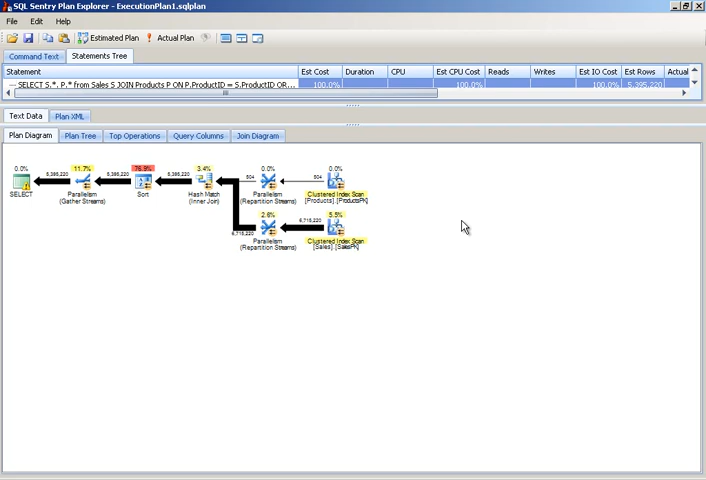 SQL Sentry Plan Explorer - ExecutionPlan1.sqlplan
File Edit Help
Estimated Plan Actual Plan
Command Text Statements Tree
Statement Est Cost Duration CPU Est CPU Cost Reads Writes Est IO Cost Est Rows Actual
SELECT S.*, P.* from Sales S JOIN Products P ON P.ProductID = S.ProductID OR... 100.0% 100.0% 100.0% 5,395,220
Text Data Plan XML
Plan Diagram Plan Tree Top Operations Query Columns Join Diagram
0.0% 11.7% 76.9% 3.4% 0.0% 0.0%
5,395,220 5,395,220 5,395,220 504 504
SELECT Parallelism Sort Hash Match Parallelism Clustered Index Scan
(Gather Streams) (Inner Join) (Repartition Streams) [Products].[ProductsPK]
2.6% 5.5%
6,715,220 6,715,220
Parallelism Clustered Index Scan
(Repartition Streams) [Sales].[SalesPK]